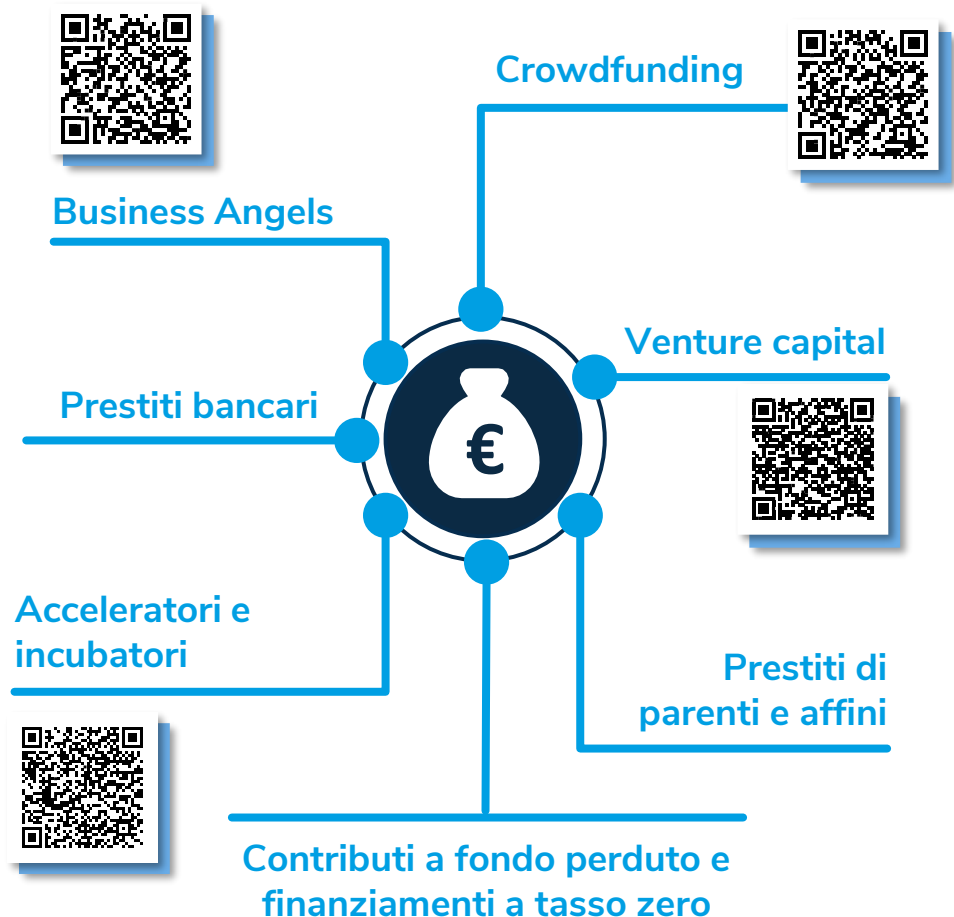 Crowdfunding
Business Angels
Venture capital
Prestiti bancari
€
Acceleratori e
incubatori
Prestiti di
parenti e affini
Contributi a fondo perduto e
finanziamenti a tasso zero